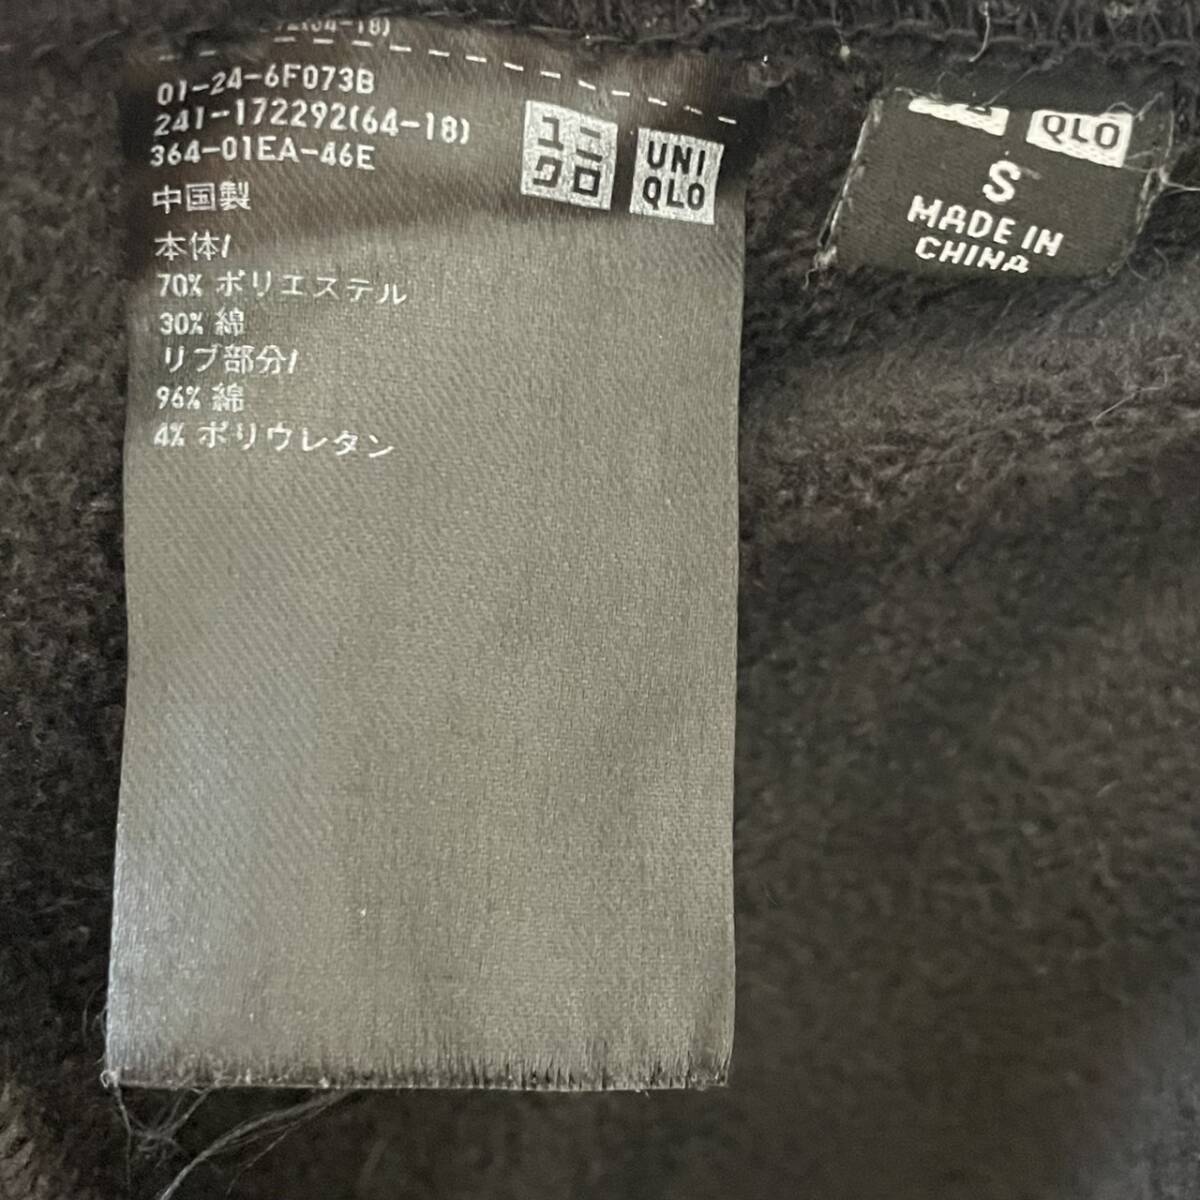 01-24-6F073B
241-172292(64-18)
364-01EA-46E
ユニ
クロ
UNI
QLO
中国製
本体/
70% ポリエステル
30% 綿
リブ部分/
96% 綿
4% ポリウレタン
QLO
S
MADE IN
CHINA